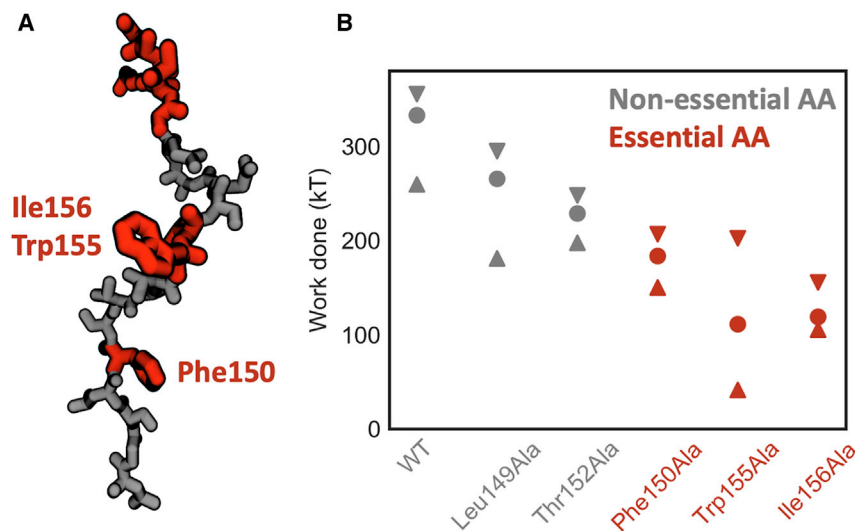 A
Ile156
Trp155
Phe150
B
Non-essential AA
Essential AA
Work done (kT)
300
200
100
0
WT
Leu149Ala
Thr152Ala
Phe150Ala
Trp155Ala
Ile156Ala